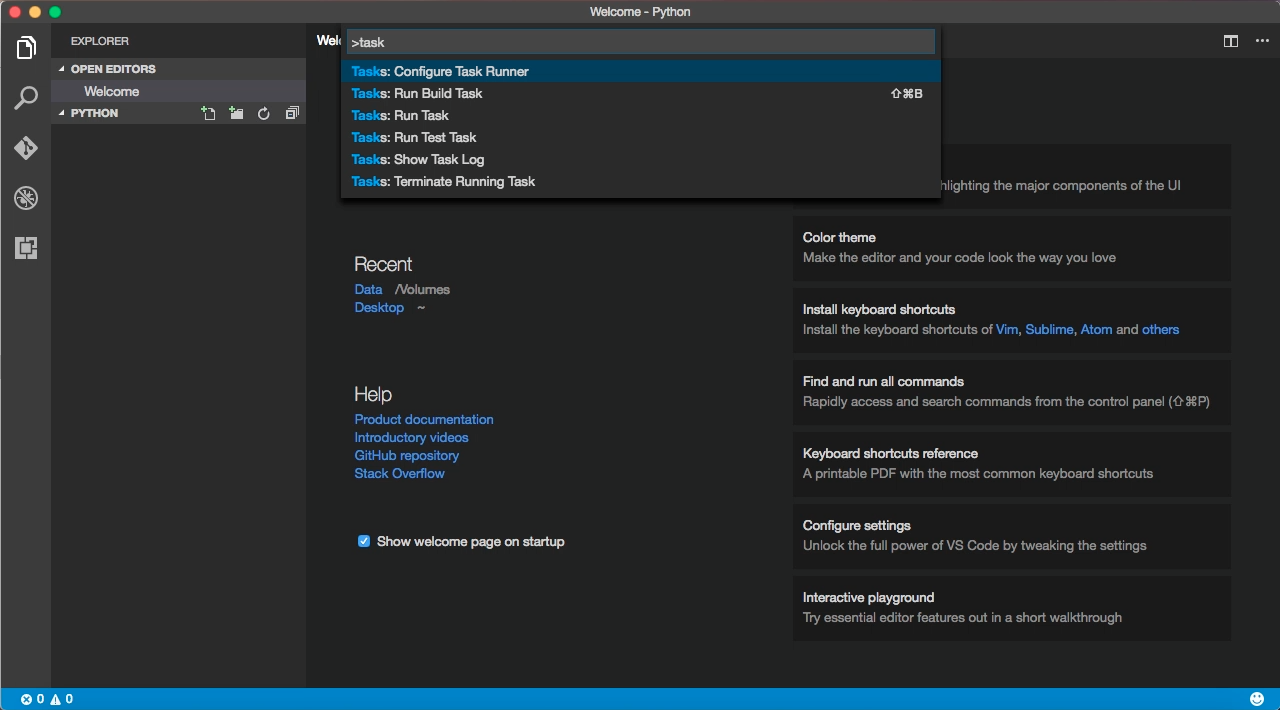 Welcome - Python
EXPLORER
OPEN EDITORS
Welcome
PYTHON
>task
Tasks: Configure Task Runner
Tasks: Run Build Task ⇧⌘B
Tasks: Run Task
Tasks: Run Test Task
Tasks: Show Task Log
Tasks: Terminate Running Task
Recent
Data /Volumes
Desktop ~
Help
Product documentation
Introductory videos
GitHub repository
Stack Overflow
Show welcome page on startup
the major components of the UI
Color theme
Make the editor and your code look the way you love
Install keyboard shortcuts
Install the keyboard shortcuts of Vim, Sublime, Atom and others
Find and run all commands
Rapidly access and search commands from the control panel (⇧⌘P)
Keyboard shortcuts reference
A printable PDF with the most common keyboard shortcuts
Configure settings
Unlock the full power of VS Code by tweaking the settings
Interactive playground
Try essential editor features out in a short walkthrough
0 0